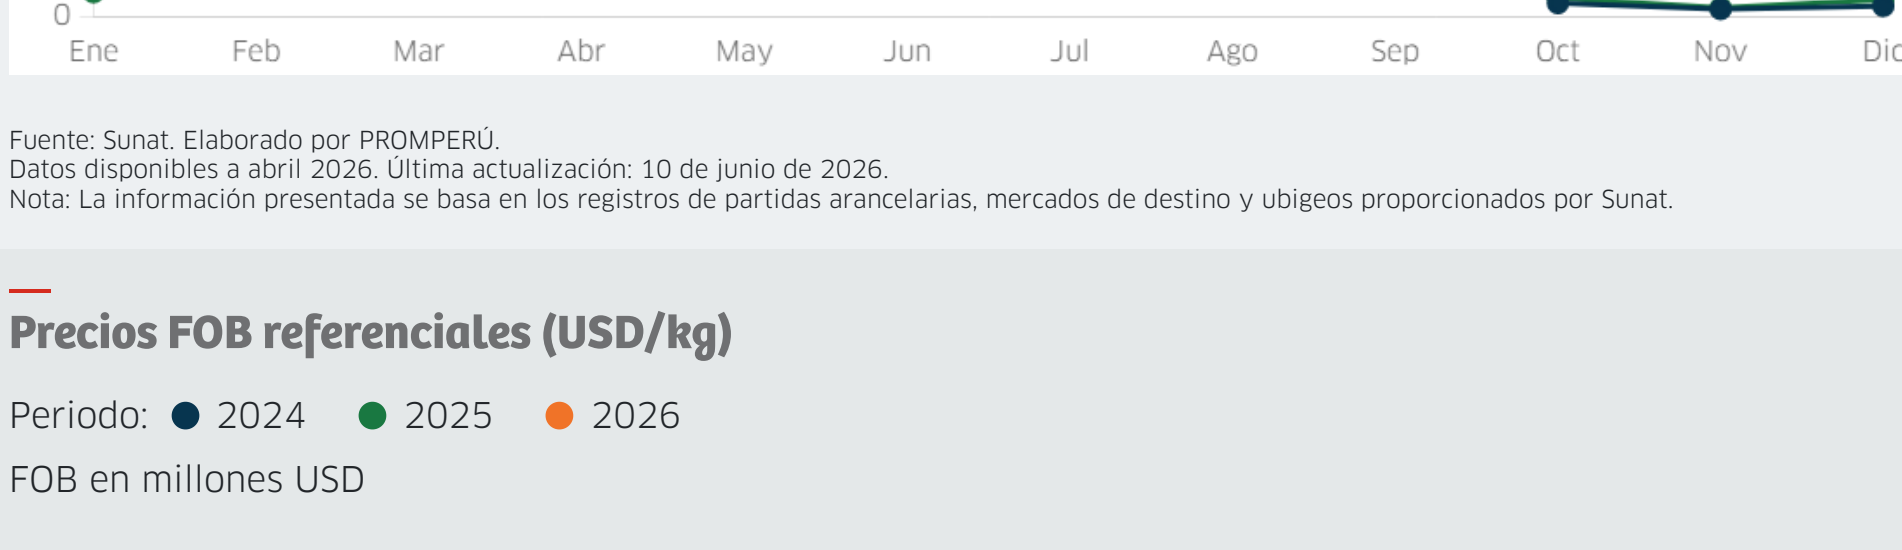 0
Ene Feb Mar Abr May Jun Jul Ago Sep Oct Nov Dic
Fuente: Sunat. Elaborado por PROMPERÚ.
Datos disponibles a abril 2026. Última actualización: 10 de junio de 2026.
Nota: La información presentada se basa en los registros de partidas arancelarias, mercados de destino y ubigeos proporcionados por Sunat.
Precios FOB referenciales (USD/kg)
Periodo: 2024 2025 2026
FOB en millones USD